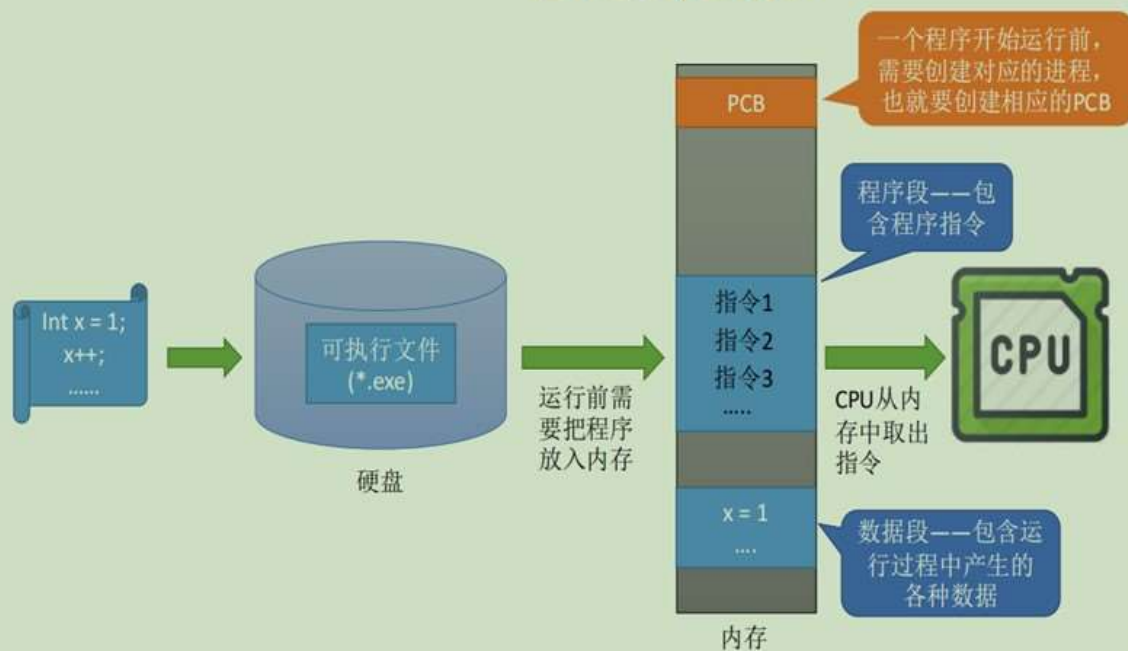 一个程序开始运行前，
需要创建对应的进程，
也就要创建相应的PCB
PCB
程序段——包
含程序指令
Int x = 1;
x++;
......
可执行文件
(*.exe)
硬盘
运行前需
要把程序
放入内存
指令1
指令2
指令3
.....
CPU从内
存中取出
指令
CPU
x = 1
....
数据段——包含运
行过程中产生的
各种数据
内存